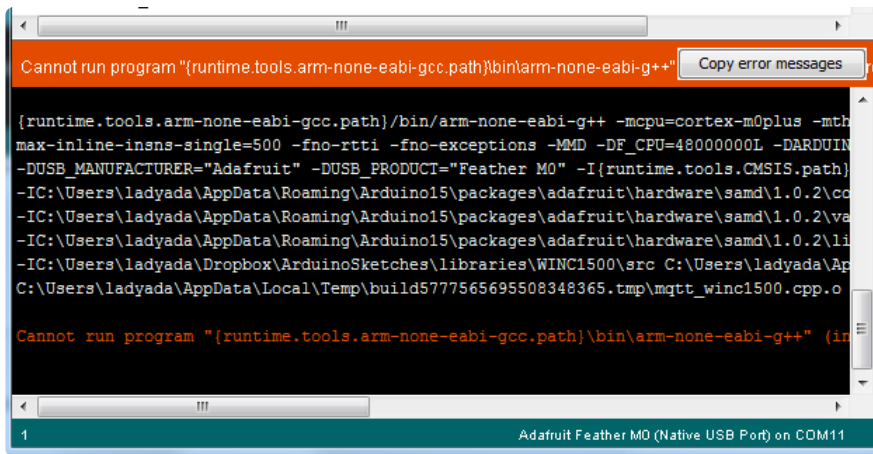 Cannot run program "{runtime.tools.arm-none-eabi-gcc.path}\bin\arm-none-eabi-g++" Copy error messages
{runtime.tools.arm-none-eabi-gcc.path}/bin/arm-none-eabi-g++ -mcpu=cortex-m0plus -mth
max-inline-insns-single=500 -fno-rtti -fno-exceptions -MMD -DF_CPU=48000000L -DARDUIN
-DUSB_MANUFACTURER="Adafruit" -DUSB_PRODUCT="Feather M0" -I{runtime.tools.CMSIS.path}
-IC:\Users\ladyada\AppData\Roaming\Arduino15\packages\adafruit\hardware\samd\1.0.2\co
-IC:\Users\ladyada\AppData\Roaming\Arduino15\packages\adafruit\hardware\samd\1.0.2\va
-IC:\Users\ladyada\AppData\Roaming\Arduino15\packages\adafruit\hardware\samd\1.0.2\li
-IC:\Users\ladyada\Dropbox\ArduinoSketches\libraries\WINC1500\src C:\Users\ladyada\Ap
C:\Users\ladyada\AppData\Local\Temp\build5777565695508348365.tmp\mqtt_winc1500.cpp.o
Cannot run program "{runtime.tools.arm-none-eabi-gcc.path}\bin\arm-none-eabi-g++" (in
1 Adafruit Feather M0 (Native USB Port) on COM11